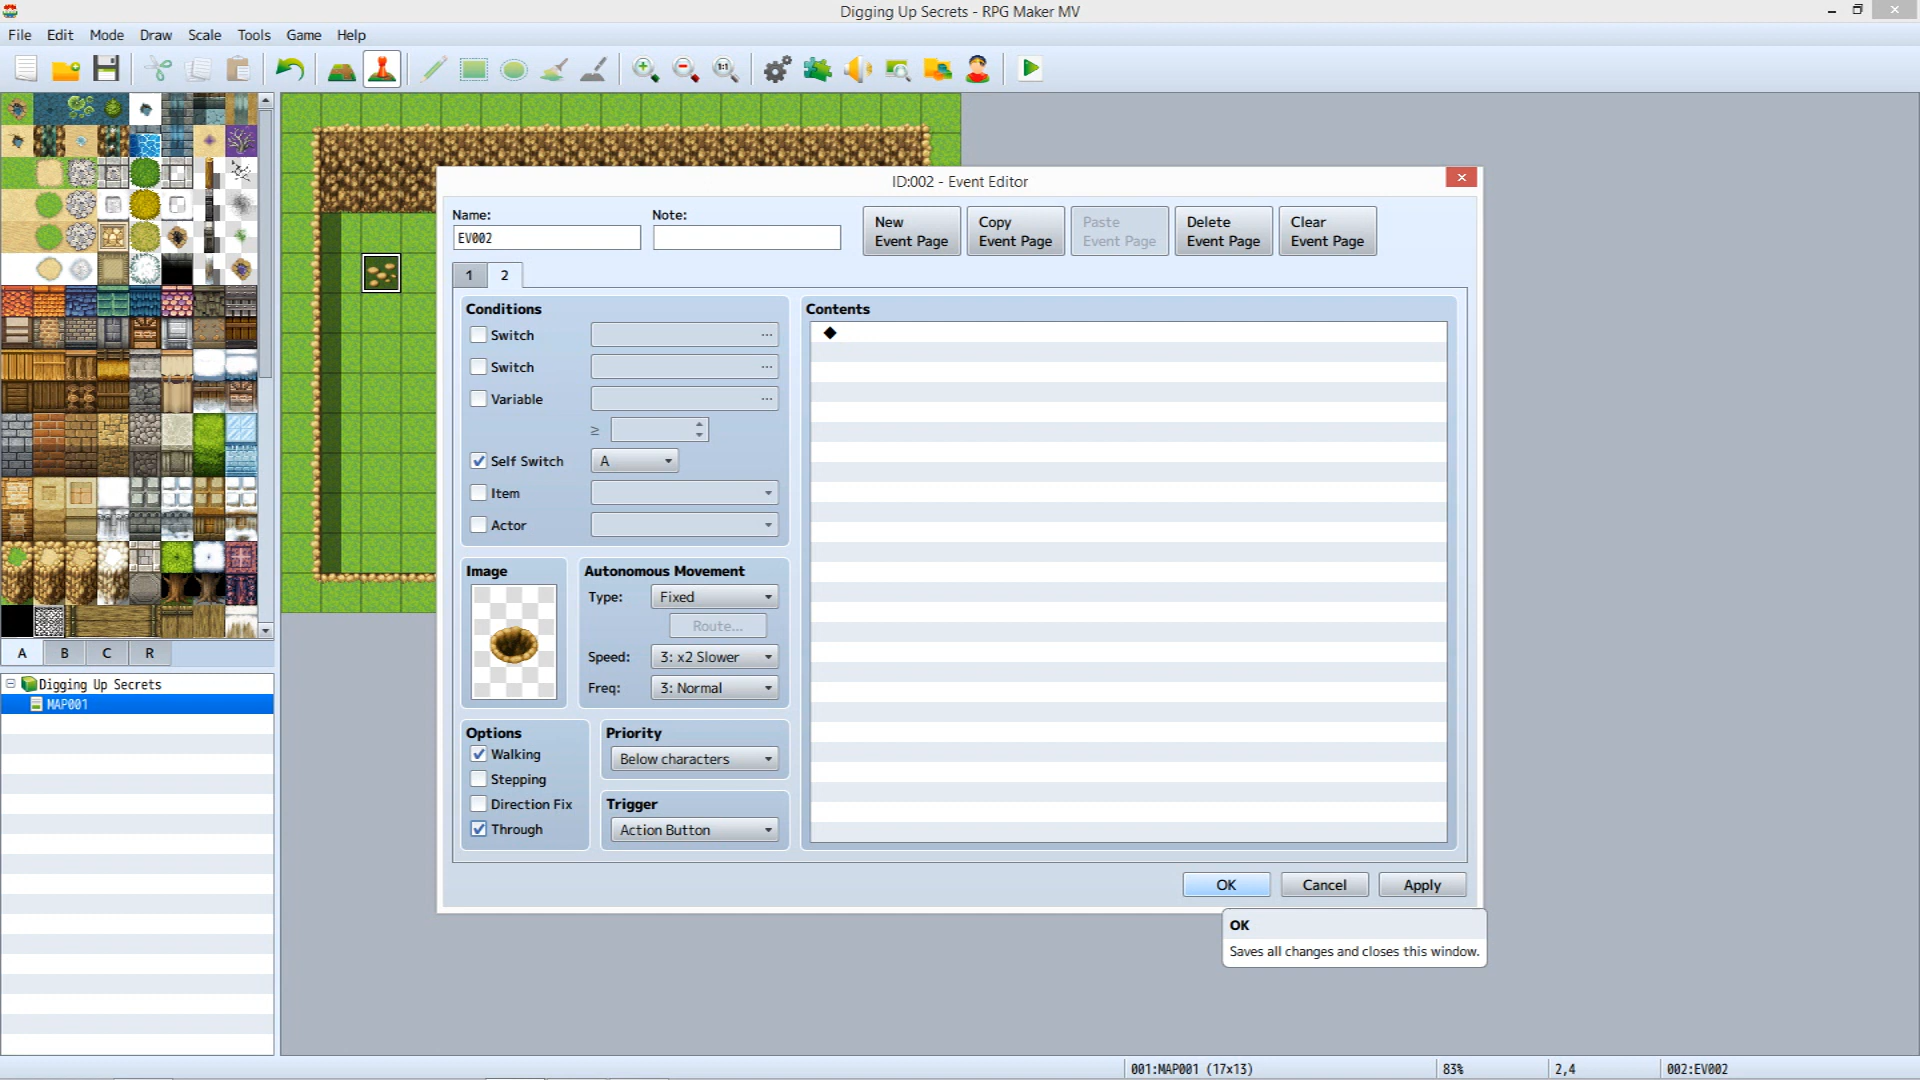 Digging Up Secrets - RPG Maker MV
File Edit Mode Draw Scale Tools Game Help
1:1
ID:002 - Event Editor
Name: Note:
EV002
New Event Page
Copy Event Page
Paste Event Page
Delete Event Page
Clear Event Page
1 2
Conditions
Switch ...
Switch ...
Variable ...
≥
Self Switch A
Item
Actor
Image
Autonomous Movement
Type: Fixed
Route...
Speed: 3: x2 Slower
Freq: 3: Normal
Options
Walking
Stepping
Direction Fix
Through
Priority
Below characters
Trigger
Action Button
Contents
◆
OK Cancel Apply
OK
Saves all changes and closes this window.
A B C R
Digging Up Secrets
MAP001
001:MAP001 (17x13) 83% 2,4 002:EV002